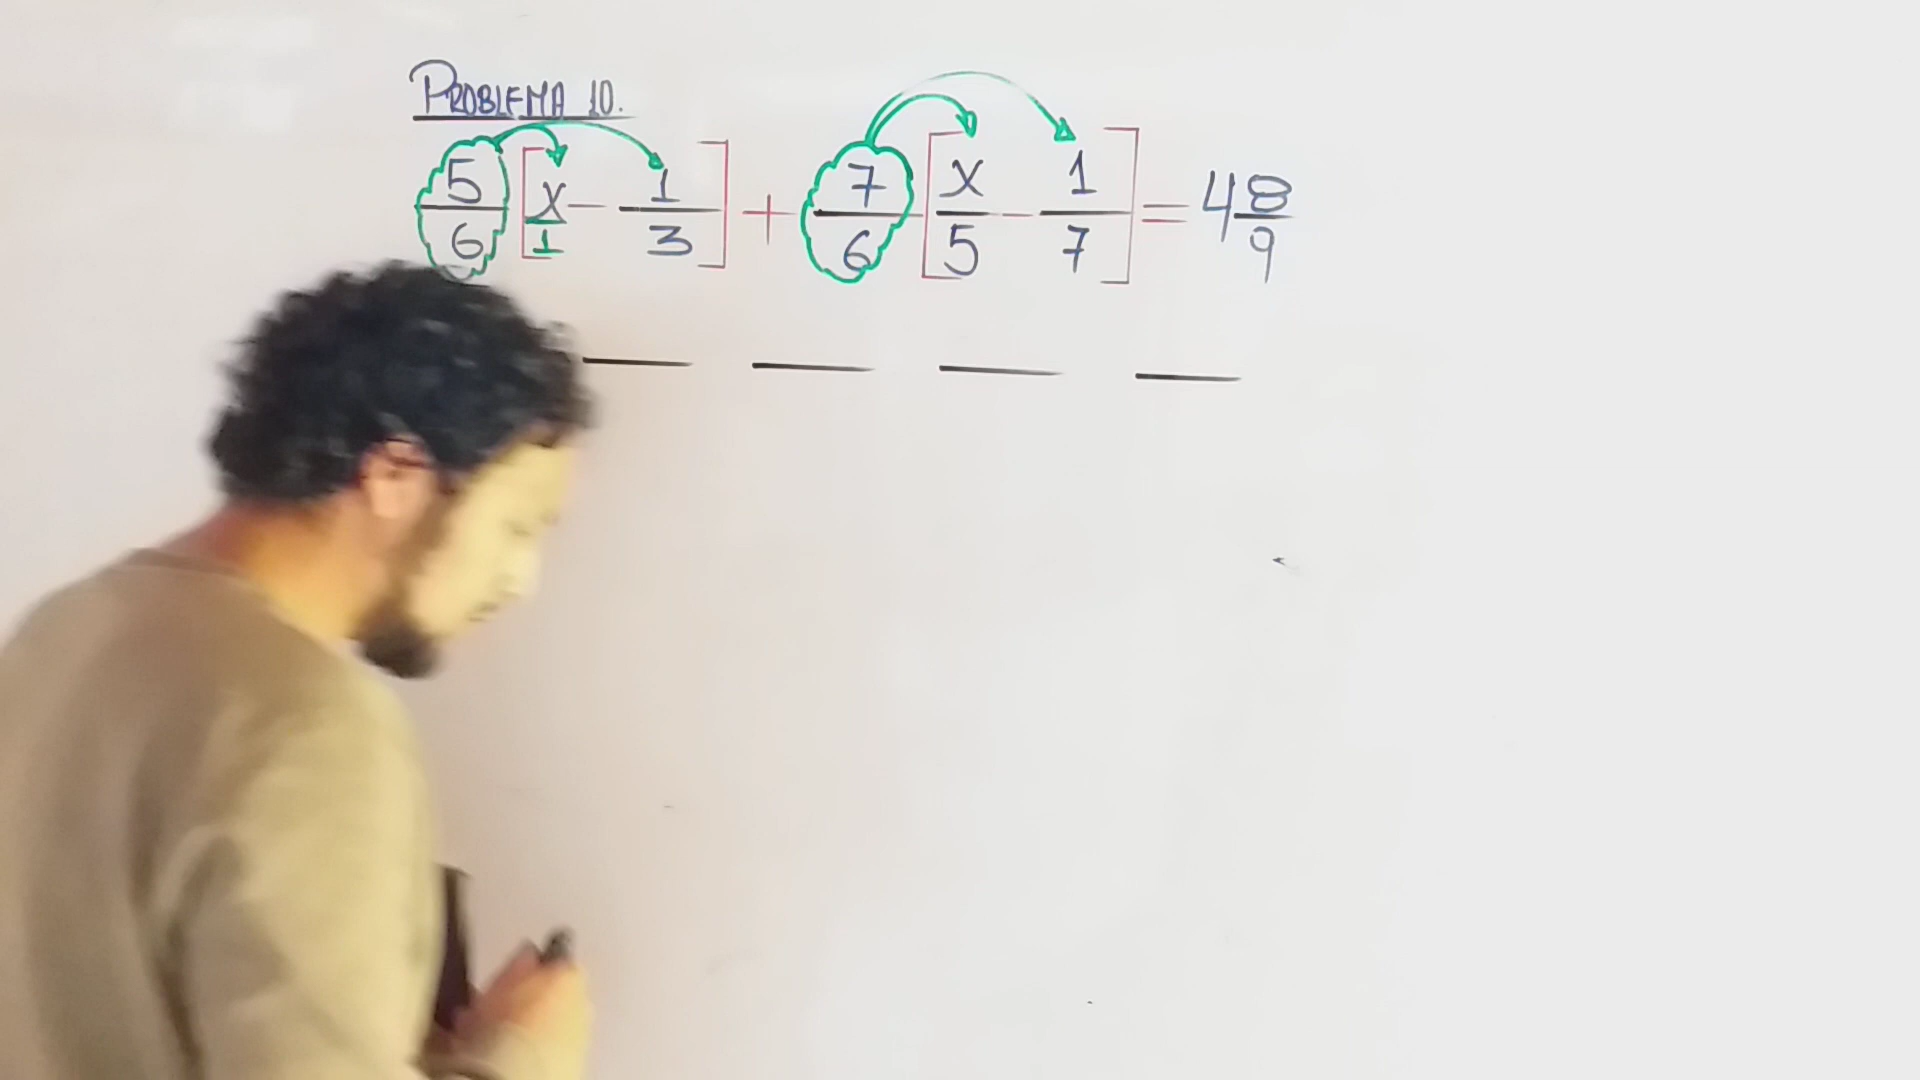 PROBLEMA 10.
5/6 [x/1 - 1/3] + 7/6 [x/5 - 1/7] = 4 8/9